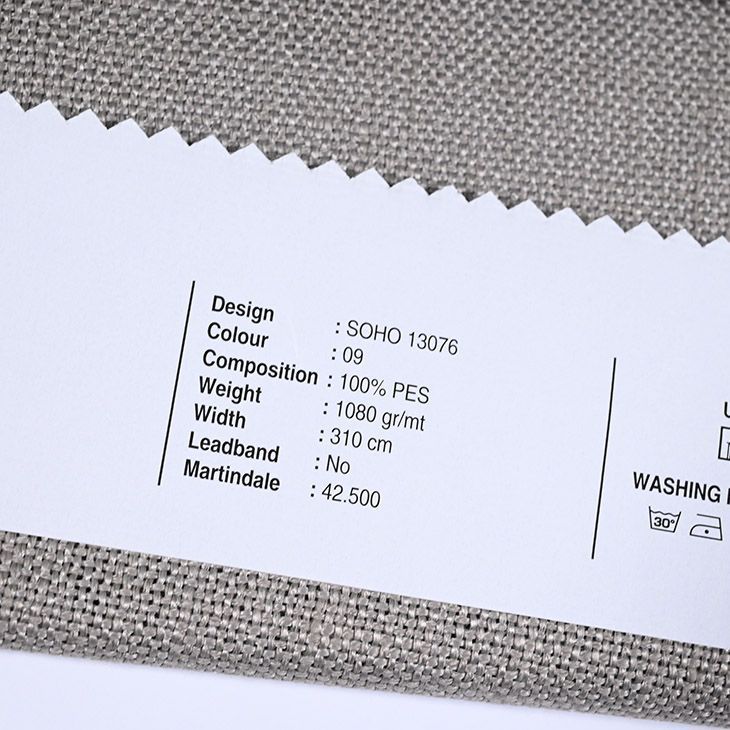 Design : SOHO 13076
Colour : 09
Composition : 100% PES
Weight : 1080 gr/mt
Width : 310 cm
Leadband : No
Martindale : 42.500
WASHING
30°